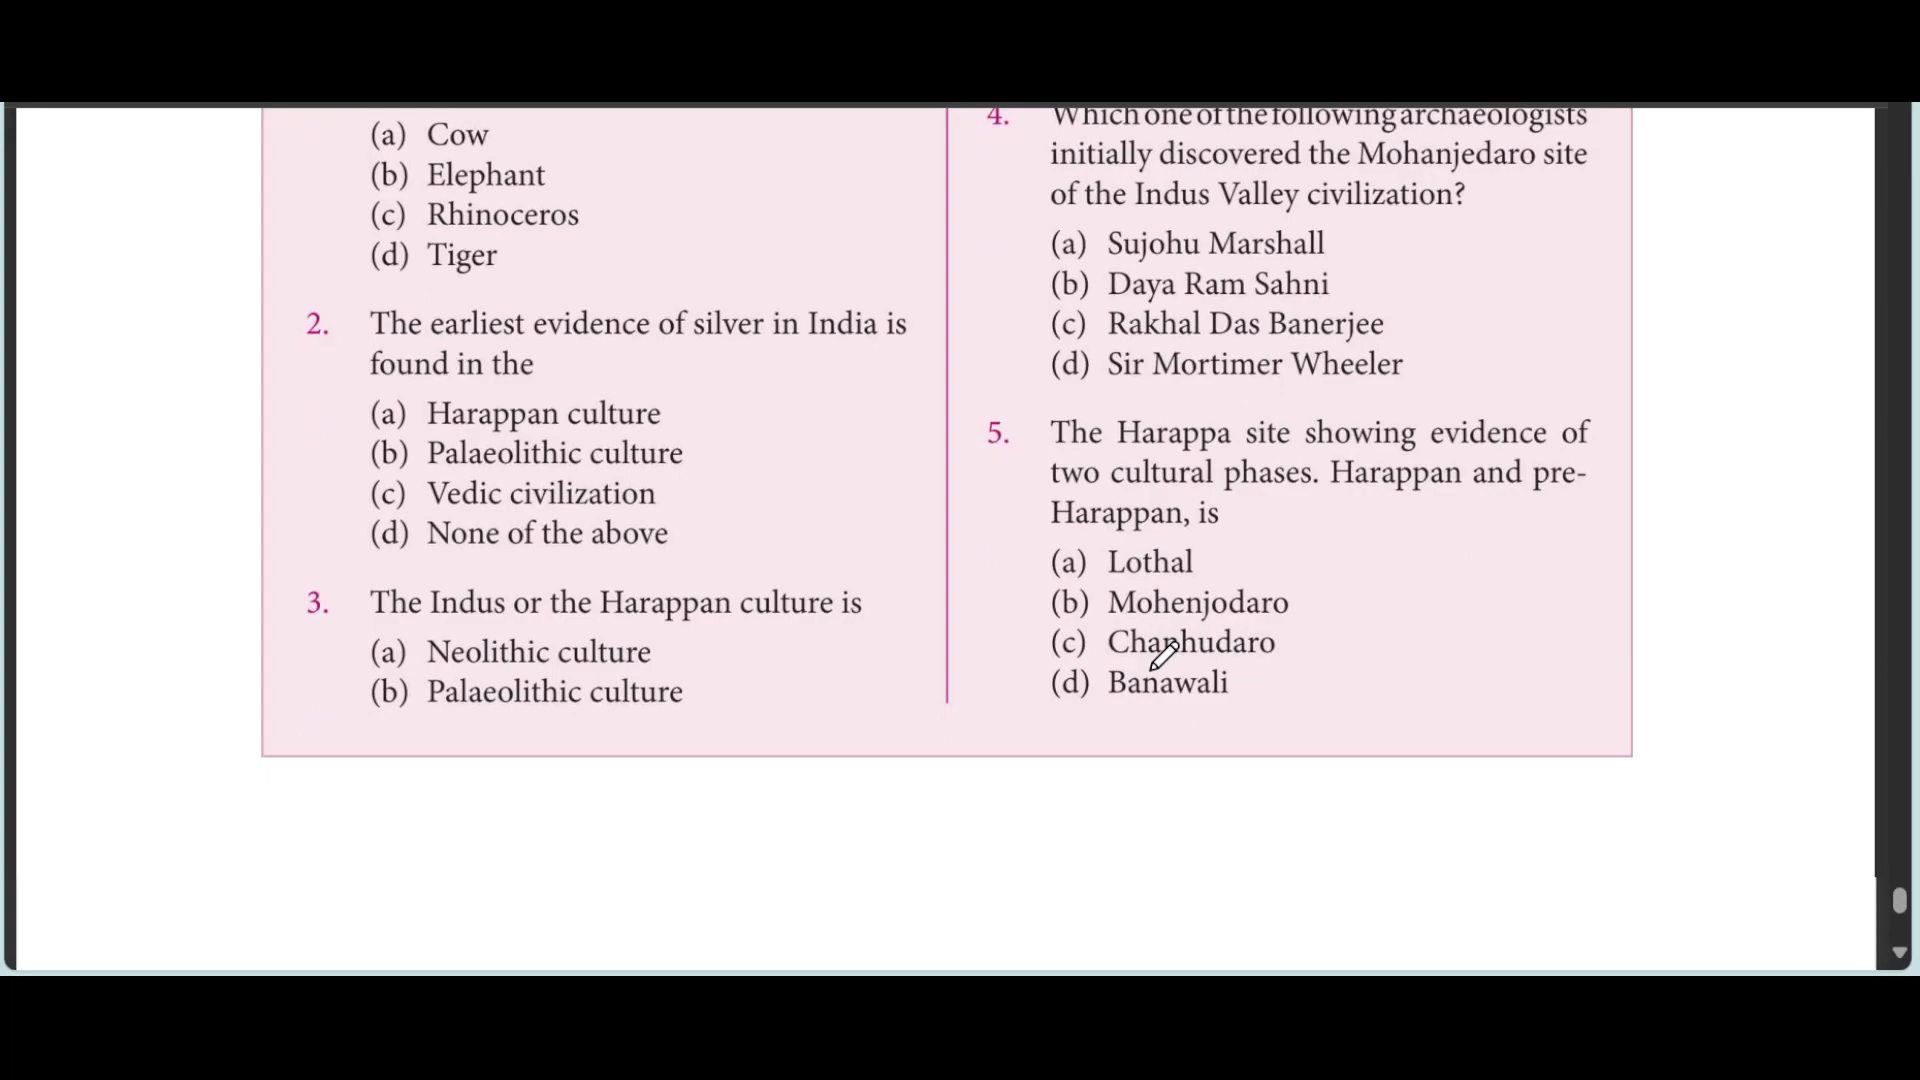 (a) Cow
(b) Elephant
(c) Rhinoceros
(d) Tiger
2. The earliest evidence of silver in India is
found in the
(a) Harappan culture
(b) Palaeolithic culture
(c) Vedic civilization
(d) None of the above
3. The Indus or the Harappan culture is
(a) Neolithic culture
(b) Palaeolithic culture
4. Which one of the following archaeologists
initially discovered the Mohanjedaro site
of the Indus Valley civilization?
(a) Sujohu Marshall
(b) Daya Ram Sahni
(c) Rakhal Das Banerjee
(d) Sir Mortimer Wheeler
5. The Harappa site showing evidence of
two cultural phases. Harappan and pre-
Harappan, is
(a) Lothal
(b) Mohenjodaro
(c) Chanhudaro
(d) Banawali